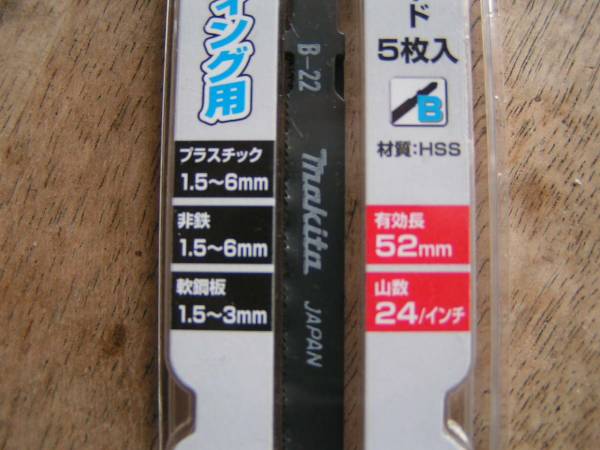 ィング用
プラスチック
1.5～6mm
非鉄
1.5～6mm
軟鋼板
1.5～3mm
B-22
makita
JAPAN
ド
5枚入
B
材質:HSS
有効長
52mm
山数
24/インチ